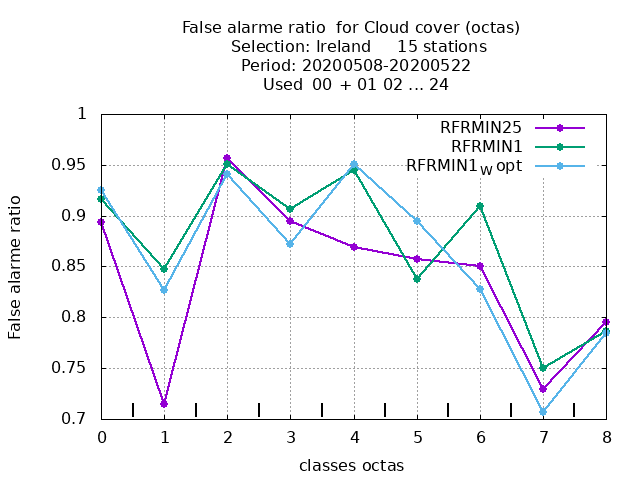 False alarme ratio  for Cloud cover (octas)
Selection: Ireland     15 stations
Period: 20200508-20200522
Used  00 + 01 02 ... 24
RFRMIN25
RFRMIN1
RFRMIN1W opt
False alarme ratio
1
0.95
0.9
0.85
0.8
0.75
0.7
0 1 2 3 4 5 6 7 8
classes octas